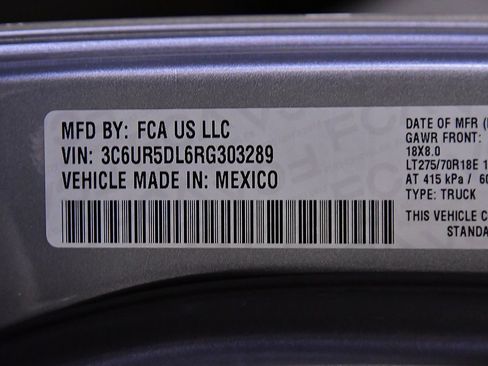 MFD BY: FCA US LLC
VIN: 3C6UR5DL6RG303289
VEHICLE MADE IN: MEXICO
DATE OF MFR
GAWR FRONT:
18X8.0
LT275/70R18E
AT 415 kPa /
TYPE: TRUCK
THIS VEHICLE